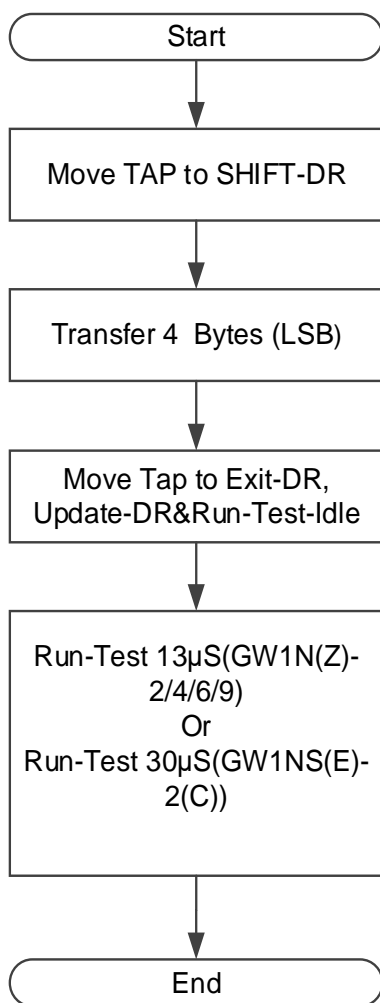 Start
Move TAP to SHIFT-DR
Transfer 4  Bytes (LSB)
Move Tap to Exit-DR,
Update-DR&Run-Test-Idle
Run-Test 13µS(GW1N(Z)-
2/4/6/9)
Or
Run-Test 30µS(GW1NS(E)-
2(C))
End